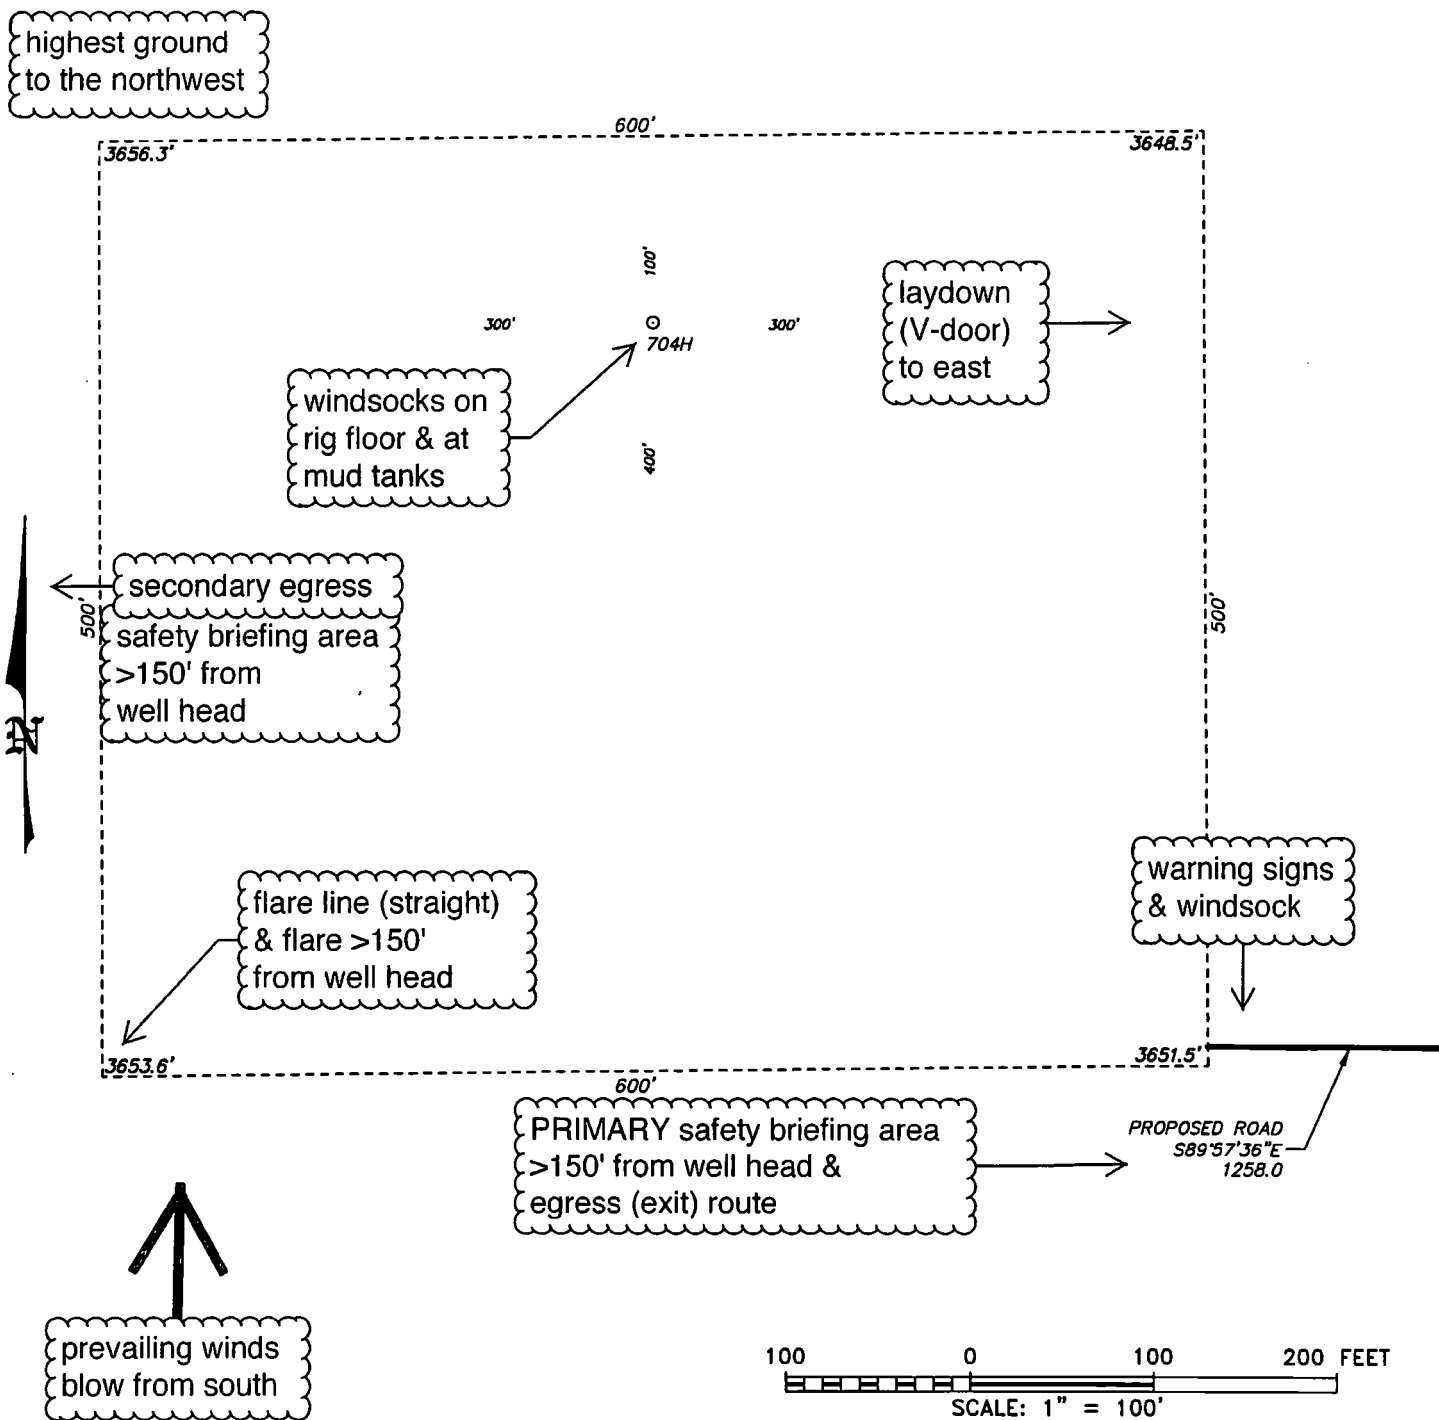 highest ground
to the northwest
600'
3656.3'
3648.5'
100'
300'
300'
704H
laydown
(V-door)
to east
windsocks on
rig floor & at
mud tanks
400'
secondary egress
500'
500'
safety briefing area
>150' from
well head
N
flare line (straight)
& flare >150'
from well head
warning signs
& windsock
3653.6'
3651.5'
600'
PRIMARY safety briefing area
>150' from well head &
egress (exit) route
PROPOSED ROAD
S89°57'36"E
1258.0
prevailing winds
blow from south
100 0 100 200 FEET
SCALE: 1" = 100'